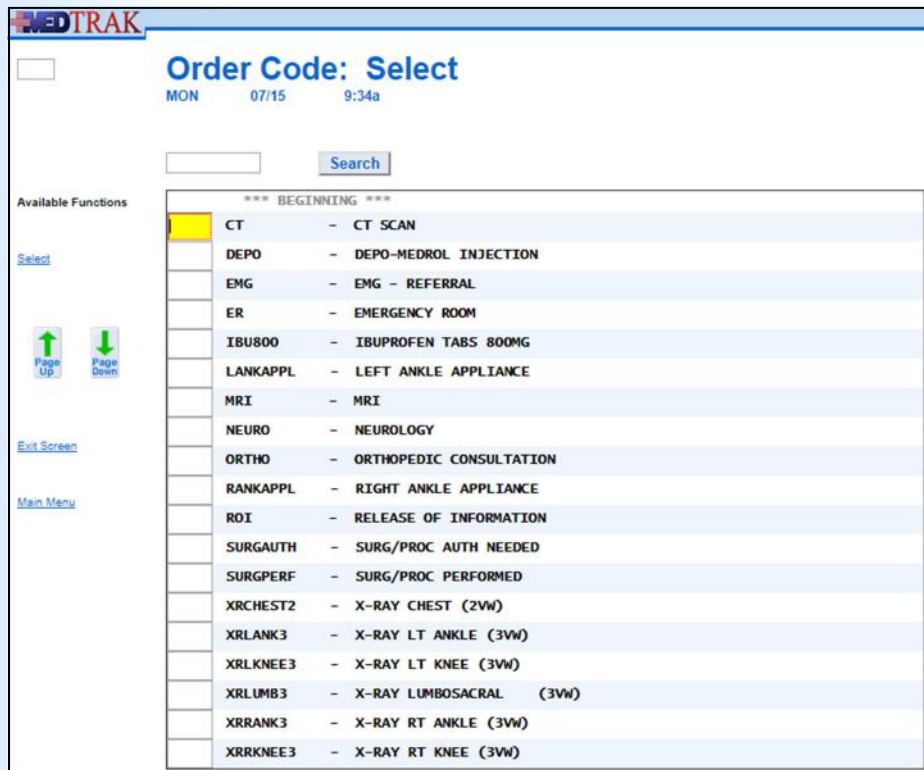 MEDTRAK
Order Code: Select
MON 07/15 9:34a
Search
Available Functions
Select
Page Up
Page Down
Exit Screen
Main Menu
*** BEGINNING ***
CT - CT SCAN
DEPO - DEPO-MEDROL INJECTION
EMG - EMG - REFERRAL
ER - EMERGENCY ROOM
IBU800 - IBUPROFEN TABS 800MG
LANKAPPL - LEFT ANKLE APPLIANCE
MRI - MRI
NEURO - NEUROLOGY
ORTHO - ORTHOPEDIC CONSULTATION
RANKAPPL - RIGHT ANKLE APPLIANCE
ROI - RELEASE OF INFORMATION
SURGAUTH - SURG/PROC AUTH NEEDED
SURGPERF - SURG/PROC PERFORMED
XRCHEST2 - X-RAY CHEST (2VW)
XRLANK3 - X-RAY LT ANKLE (3VW)
XRLKNEE3 - X-RAY LT KNEE (3VW)
XRLUMB3 - X-RAY LUMBOSACRAL (3VW)
XRRANK3 - X-RAY RT ANKLE (3VW)
XRRKNEE3 - X-RAY RT KNEE (3VW)